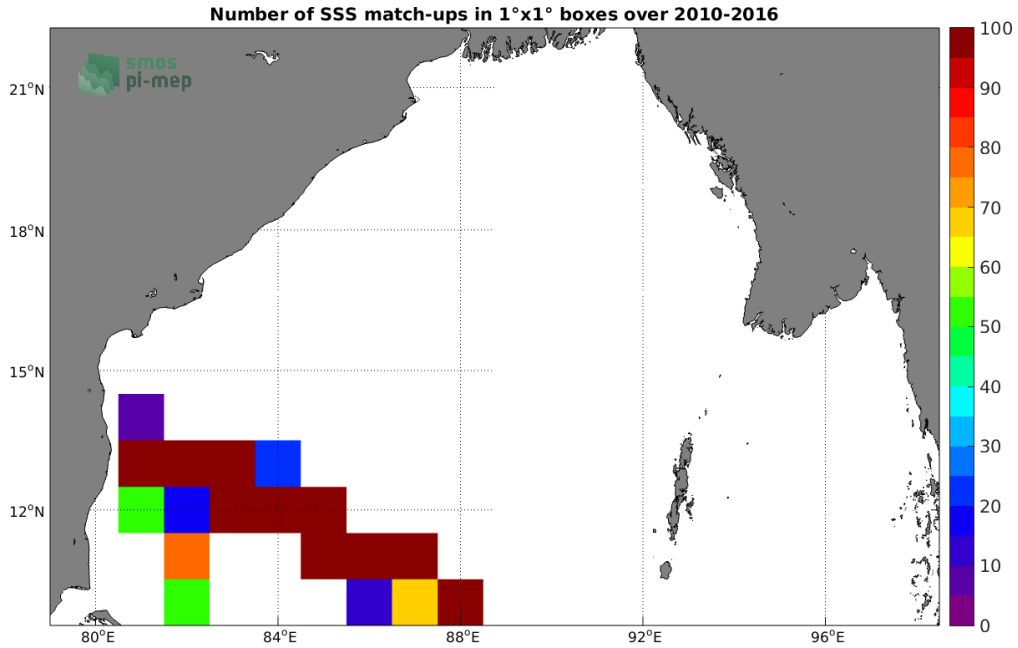 Number of SSS match-ups in 1°x1° boxes over 2010-2016
smos
pi-mep
21°N
18°N
15°N
12°N
80°E
84°E
88°E
92°E
96°E
100
90
80
70
60
50
40
30
20
10
0